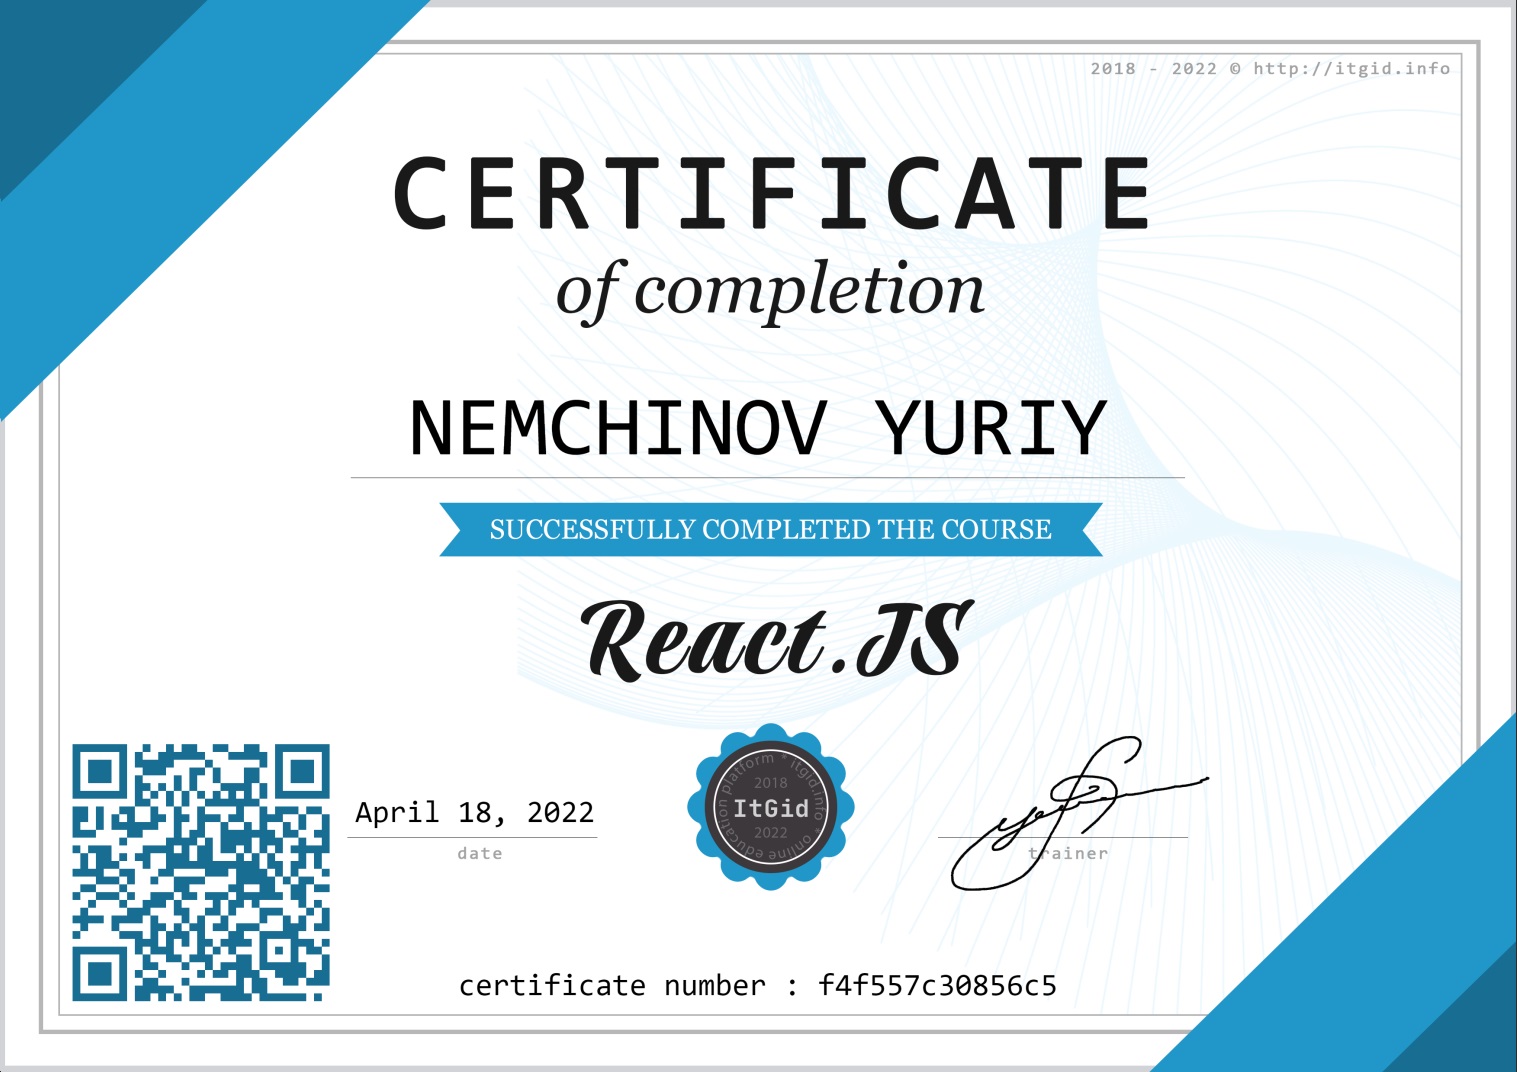 2018 - 2022 © http://itgid.info
CERTIFICATE
of completion
NEMCHINOV YURIY
SUCCESSFULLY COMPLETED THE COURSE
React.JS
April 18, 2022
date
platform * itgid.info * online education
2018
ItGid
2022
trainer
certificate number : f4f557c30856c5